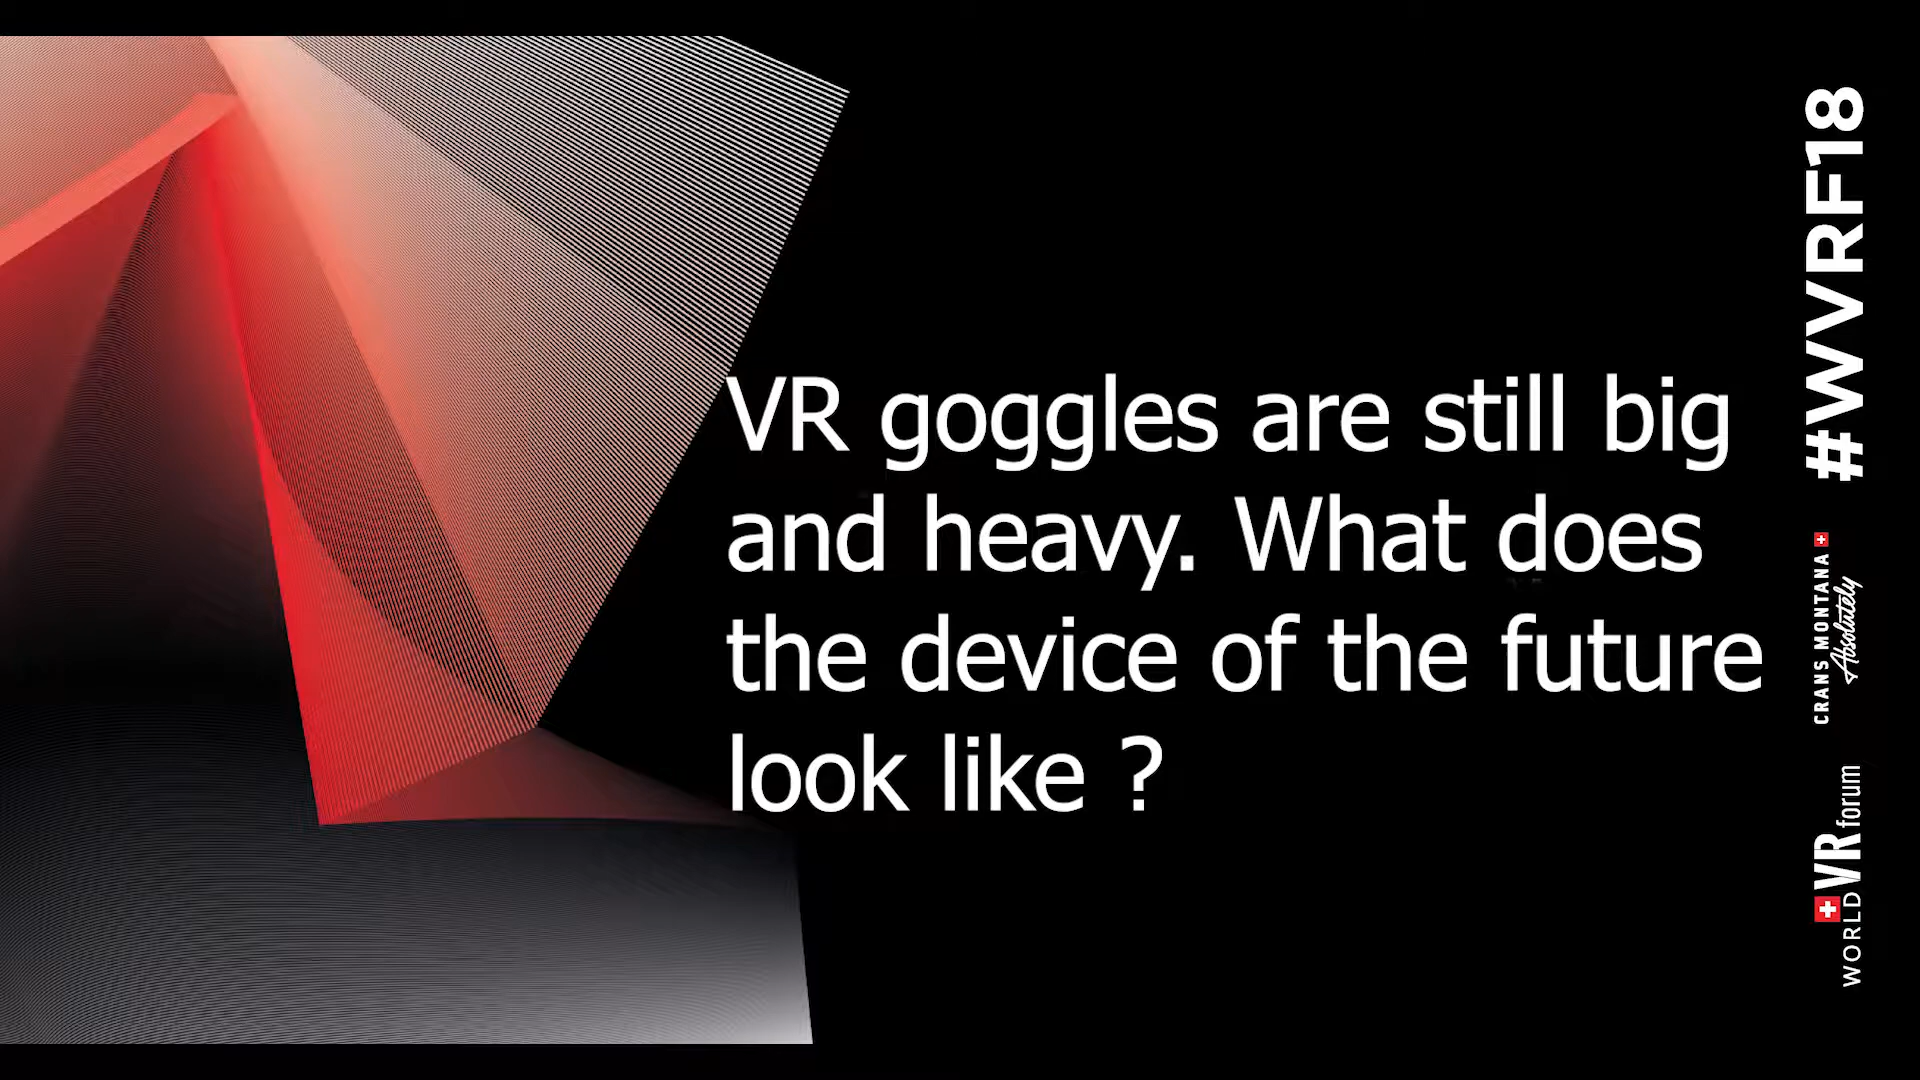 VR goggles are still big
and heavy. What does
the device of the future
look like ?
#WVRF18
CRANS MONTANA
Absolutely
WORLD VR forum